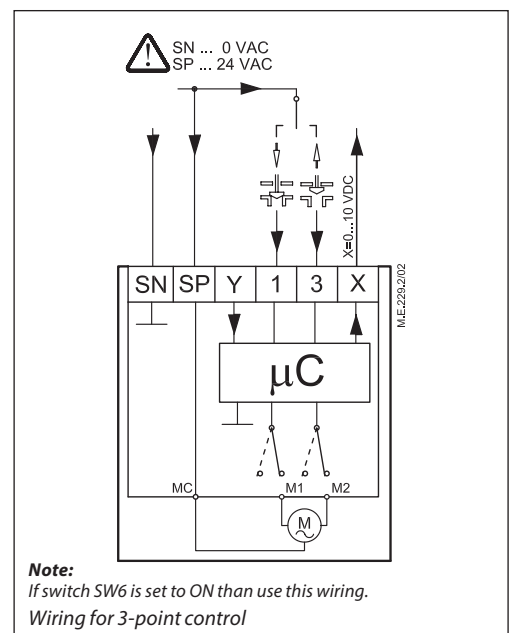 SN ... 0 VAC
SP ... 24 VAC
X=0...10 VDC
SN SP Y 1 3 X
M.E.229.2/02
µC
MC M1 M2
M
Note:
If switch SW6 is set to ON than use this wiring.
Wiring for 3-point control